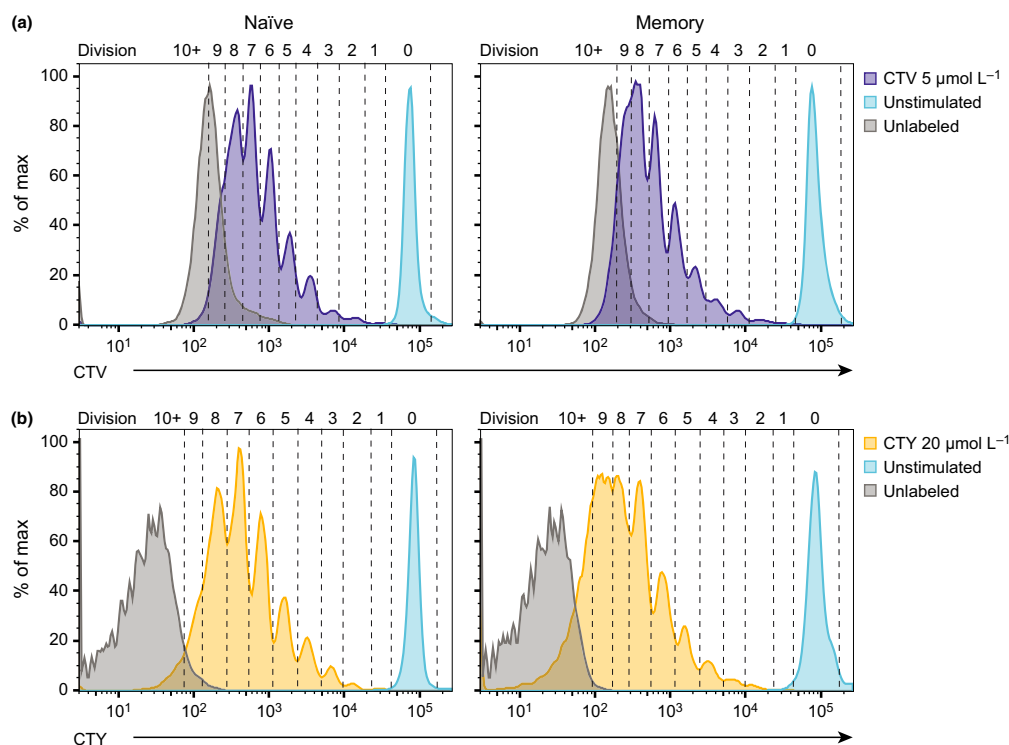 (a)
Naïve
Memory
Division 10+ 9 8 7 6 5 4 3 2 1 0
Division 10+ 9 8 7 6 5 4 3 2 1 0
% of max
100
80
60
40
20
0
10¹ 10² 10³ 10⁴ 10⁵
10¹ 10² 10³ 10⁴ 10⁵
CTV
CTV 5 µmol L⁻¹
Unstimulated
Unlabeled
(b)
Division 10+ 9 8 7 6 5 4 3 2 1 0
Division 10+ 9 8 7 6 5 4 3 2 1 0
% of max
100
80
60
40
20
0
10¹ 10² 10³ 10⁴ 10⁵
10¹ 10² 10³ 10⁴ 10⁵
CTY
CTY 20 µmol L⁻¹
Unstimulated
Unlabeled